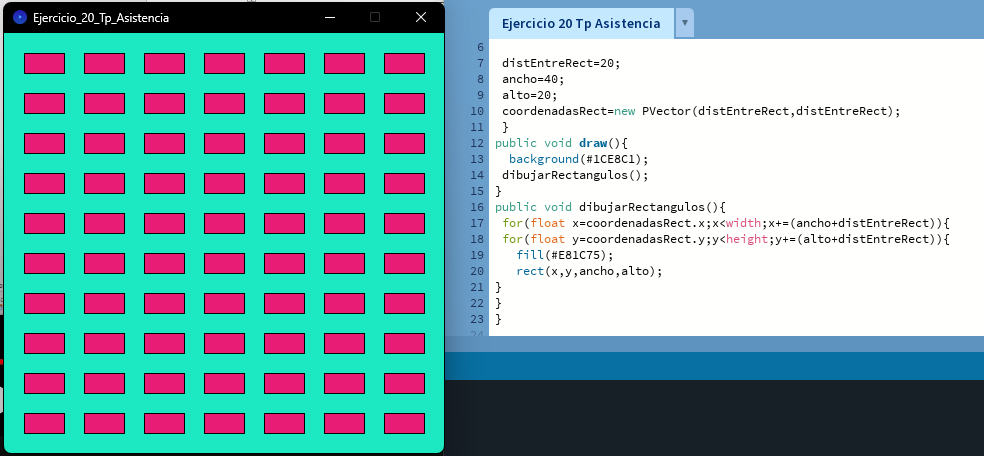 Ejercicio_20_Tp_Asistencia
Ejercicio 20 Tp Asistencia
6
7 distEntreRect=20;
8 ancho=40;
9 alto=20;
10 coordenadasRect=new PVector(distEntreRect,distEntreRect);
11 }
12 public void draw(){
13 background(#1CE8C1);
14 dibujarRectangulos();
15 }
16 public void dibujarRectangulos(){
17 for(float x=coordenadasRect.x;x<width;x+=(ancho+distEntreRect)){
18 for(float y=coordenadasRect.y;y<height;y+=(alto+distEntreRect)){
19 fill(#E81C75);
20 rect(x,y,ancho,alto);
21 }
22 }
23 }
24